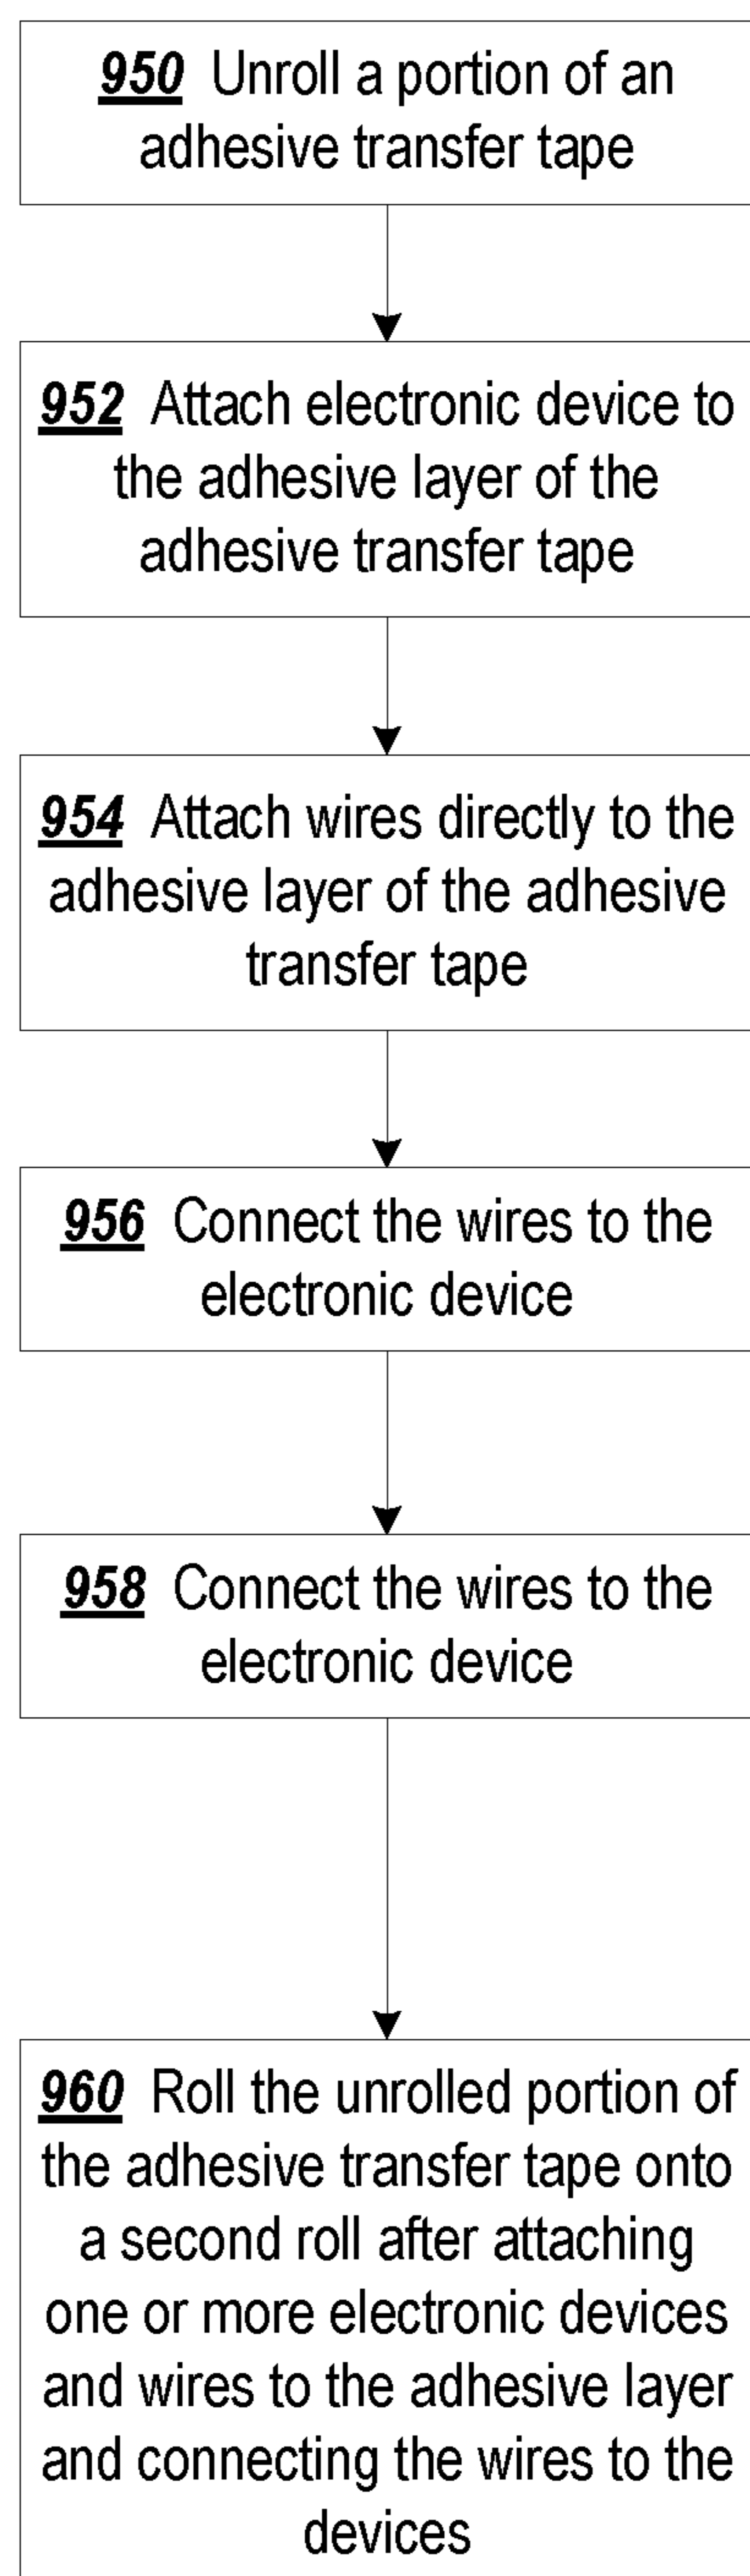 950 Unroll a portion of an
adhesive transfer tape
952 Attach electronic device to
the adhesive layer of the
adhesive transfer tape
954 Attach wires directly to the
adhesive layer of the adhesive
transfer tape
956 Connect the wires to the
electronic device
958 Connect the wires to the
electronic device
960 Roll the unrolled portion of
the adhesive transfer tape onto
a second roll after attaching
one or more electronic devices
and wires to the adhesive layer
and connecting the wires to the
devices